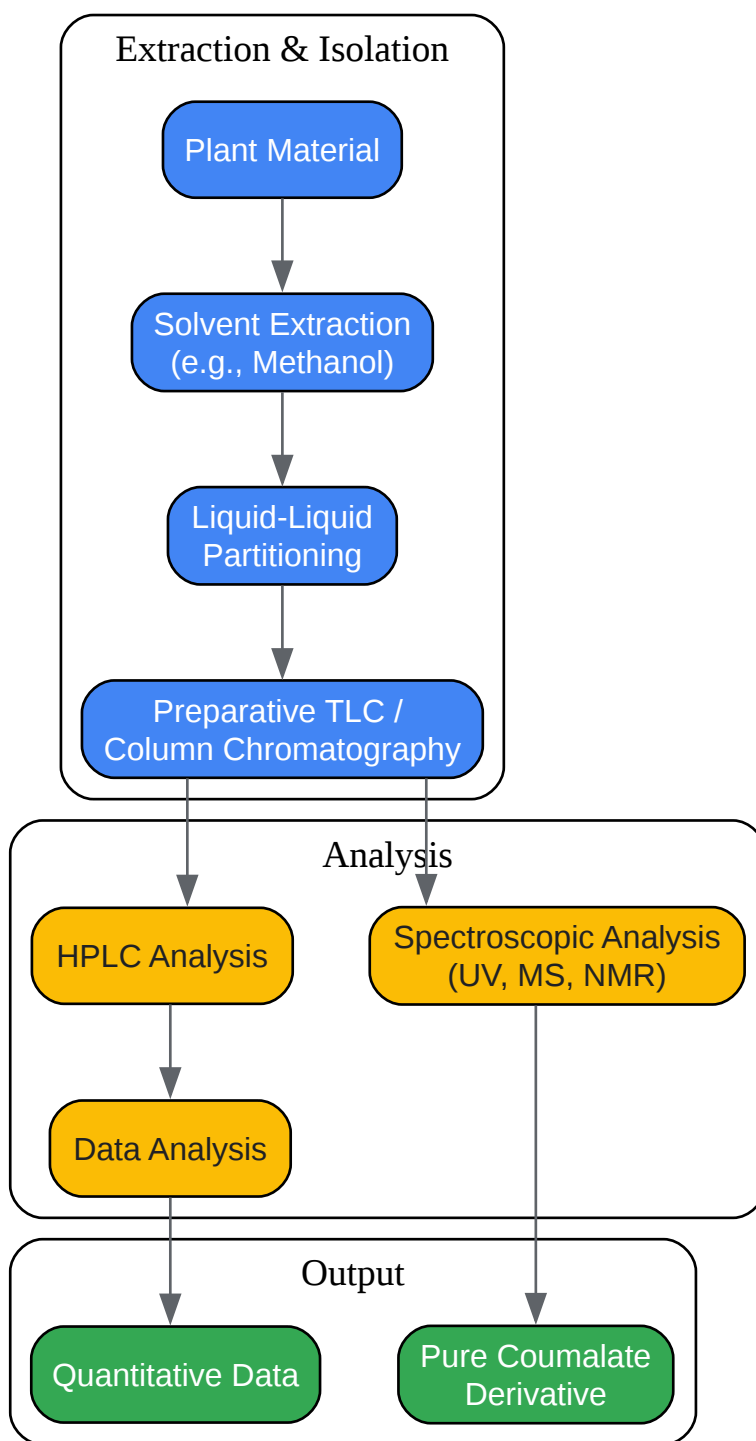 Extraction & Isolation
Plant Material
Solvent Extraction
(e.g., Methanol)
Liquid-Liquid
Partitioning
Preparative TLC /
Column Chromatography
Analysis
HPLC Analysis
Spectroscopic Analysis
(UV, MS, NMR)
Data Analysis
Output
Quantitative Data
Pure Coumalate
Derivative